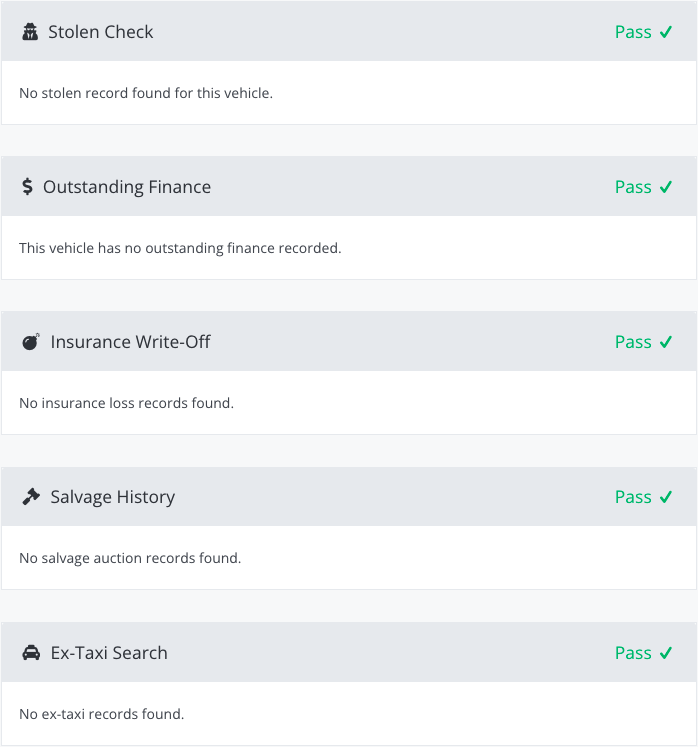 Stolen Check
Pass
No stolen record found for this vehicle.
Outstanding Finance
Pass
This vehicle has no outstanding finance recorded.
Insurance Write-Off
Pass
No insurance loss records found.
Salvage History
Pass
No salvage auction records found.
Ex-Taxi Search
Pass
No ex-taxi records found.